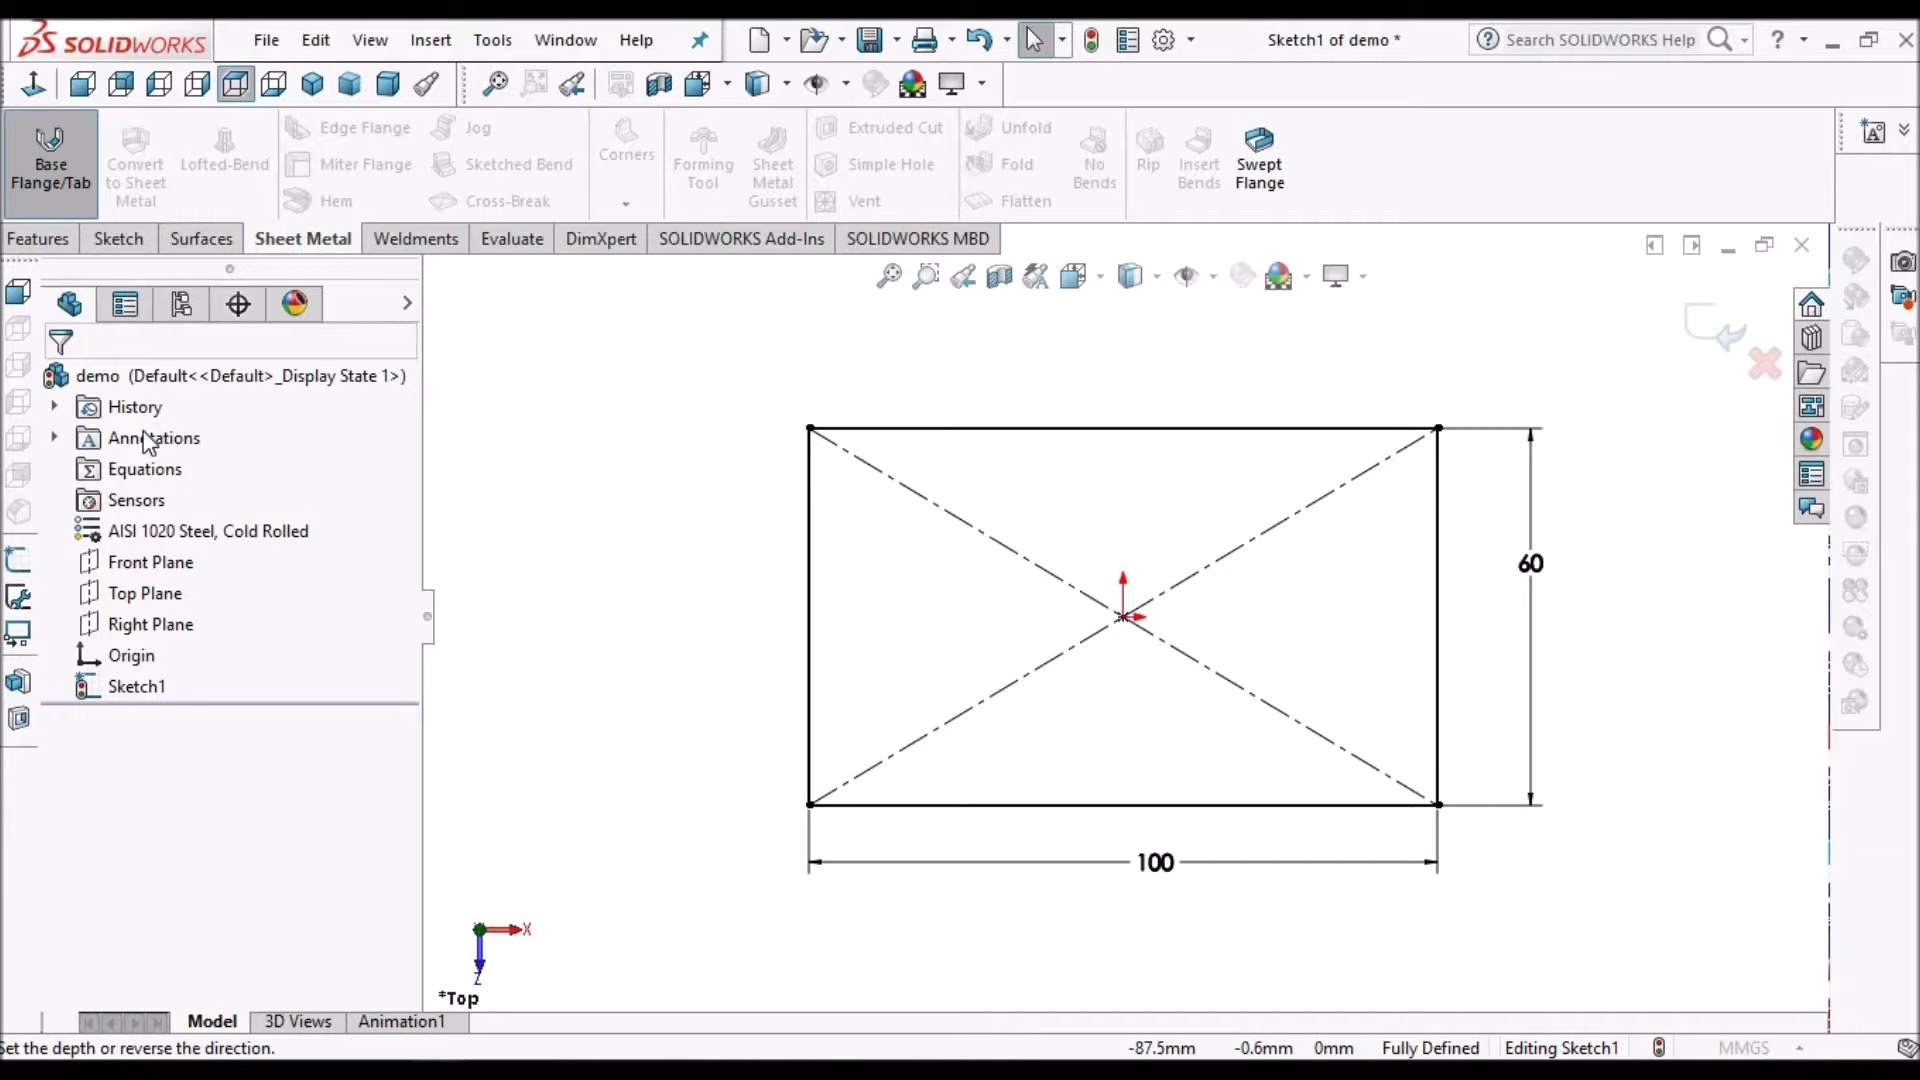 SOLIDWORKS File Edit View Insert Tools Window Help Sketch1 of demo * Search SOLIDWORKS Help
Base Flange/Tab
Convert to Sheet Metal
Lofted-Bend
Edge Flange
Miter Flange
Hem
Jog
Sketched Bend
Cross-Break
Corners
Forming Tool
Sheet Metal Gusset
Extruded Cut
Simple Hole
Vent
Unfold
Fold
Flatten
No Bends
Rip
Insert Bends
Swept Flange
Features Sketch Surfaces Sheet Metal Weldments Evaluate DimXpert SOLIDWORKS Add-Ins SOLIDWORKS MBD
demo (Default<<Default>_Display State 1>)
History
Annotations
Equations
Sensors
AISI 1020 Steel, Cold Rolled
Front Plane
Top Plane
Right Plane
Origin
Sketch1
60
100
X
Z
*Top
Model 3D Views Animation1
Set the depth or reverse the direction. -87.5mm -0.6mm 0mm Fully Defined Editing Sketch1 MMGS